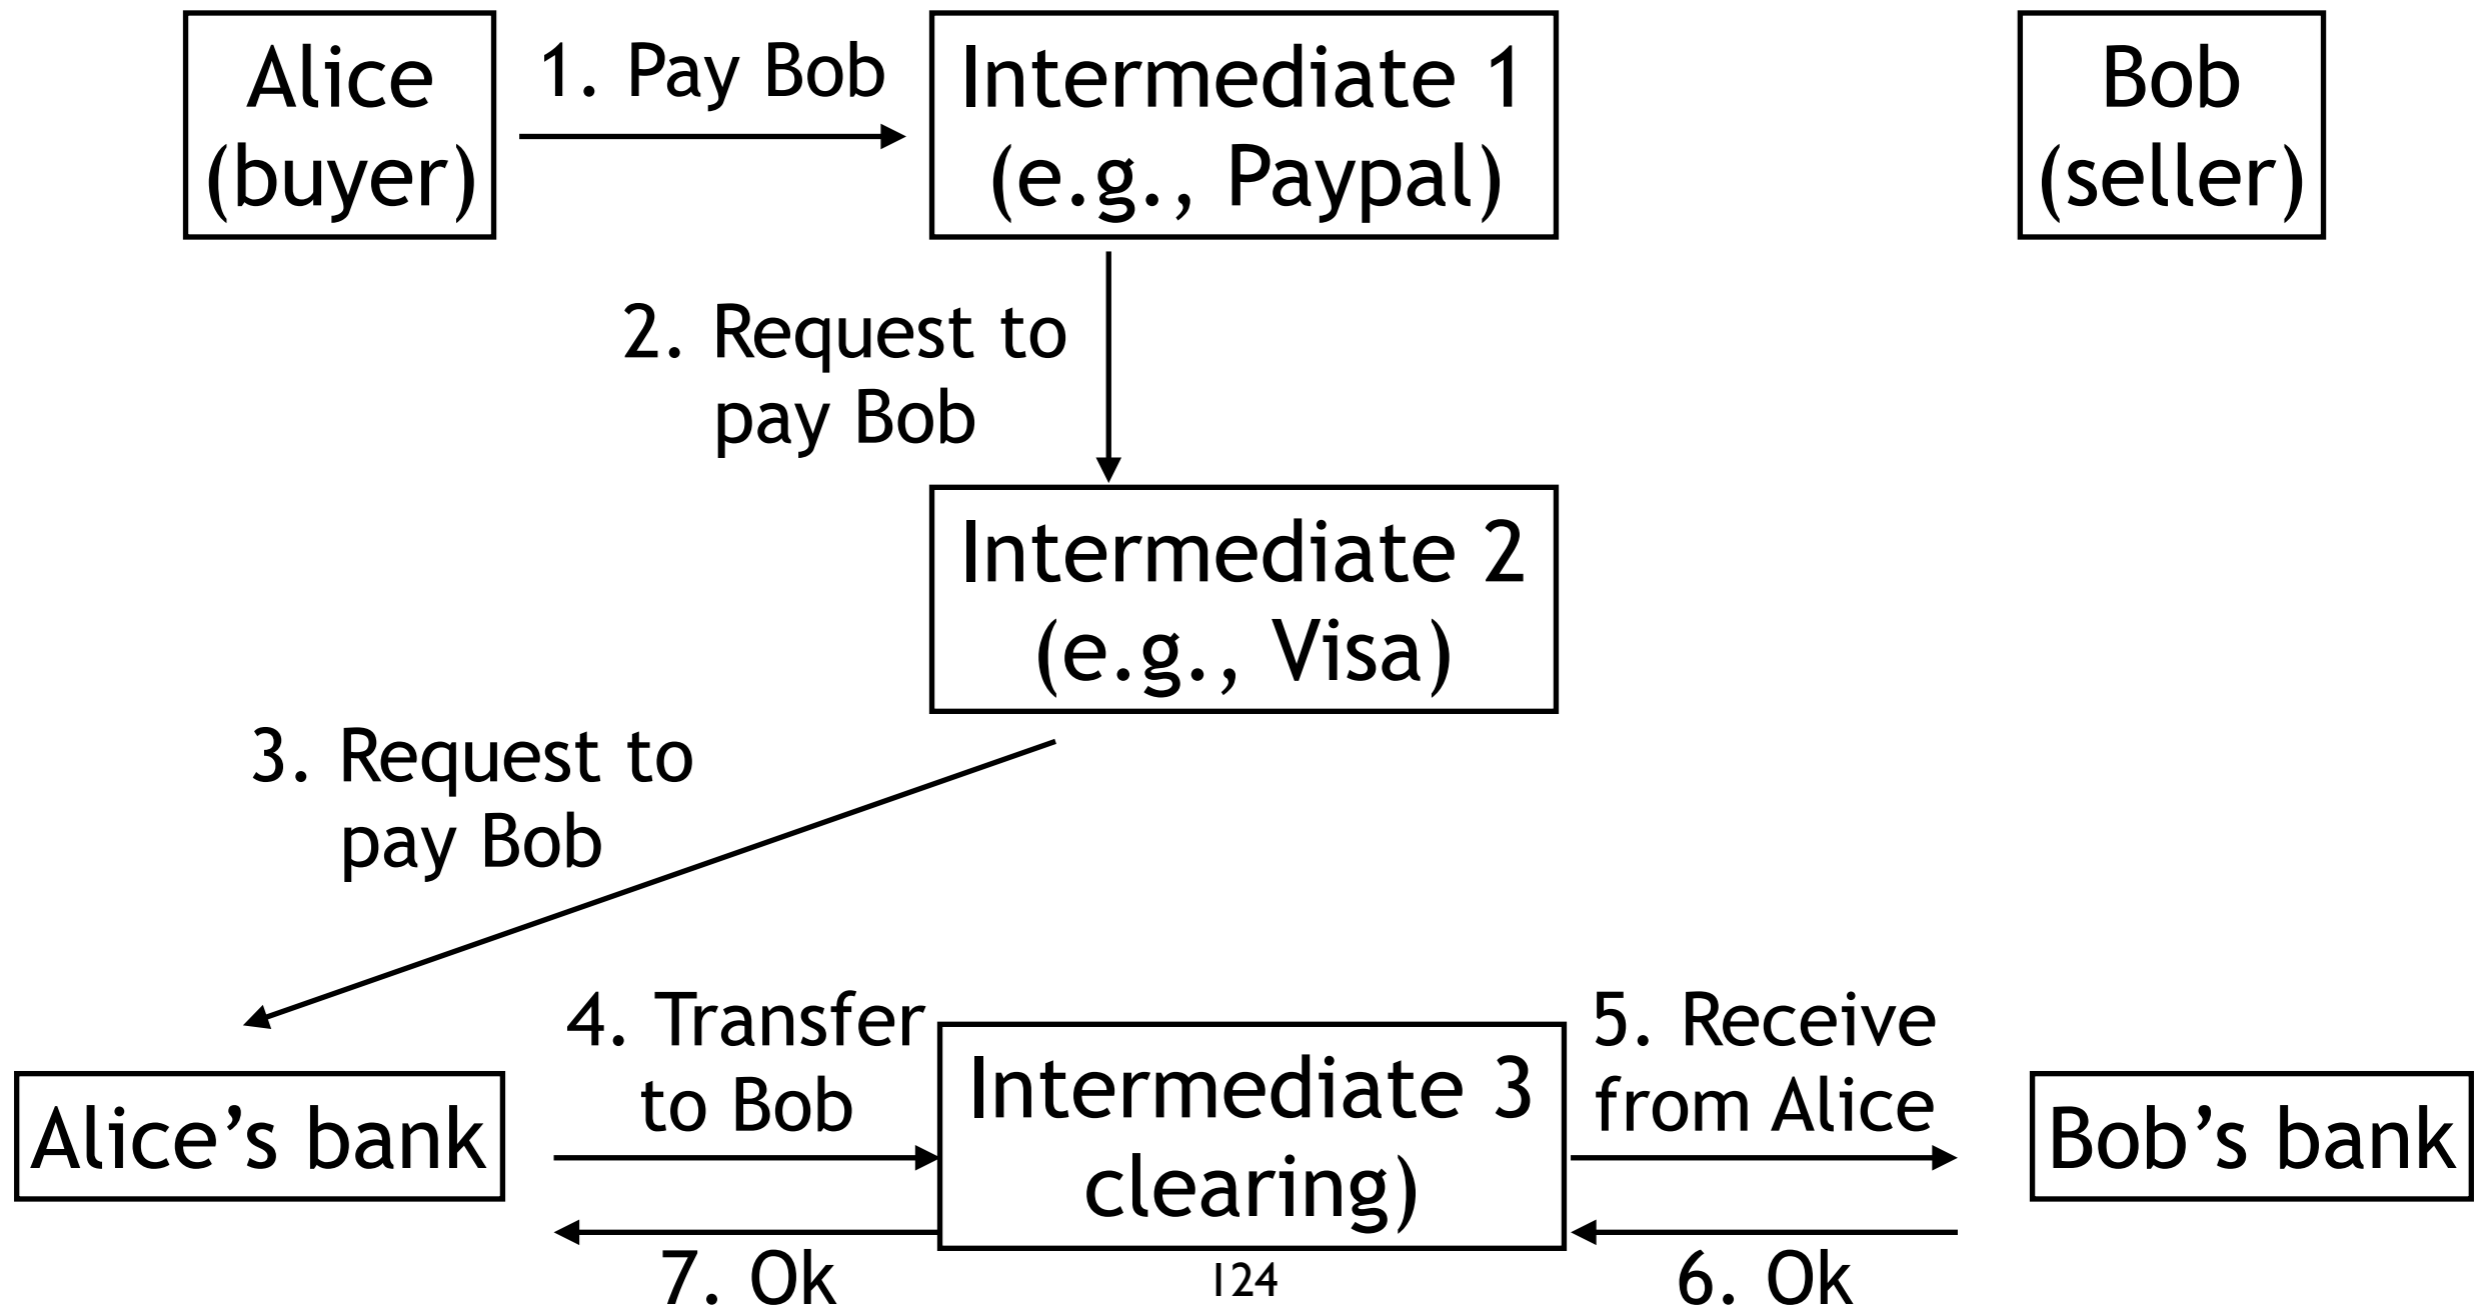 Alice
(buyer)
1. Pay Bob
Intermediate 1
(e.g., Paypal)
Bob
(seller)
2. Request to
pay Bob
Intermediate 2
(e.g., Visa)
3. Request to
pay Bob
Alice’s bank
4. Transfer
to Bob
Intermediate 3
clearing)
5. Receive
from Alice
Bob’s bank
7. Ok
124
6. Ok